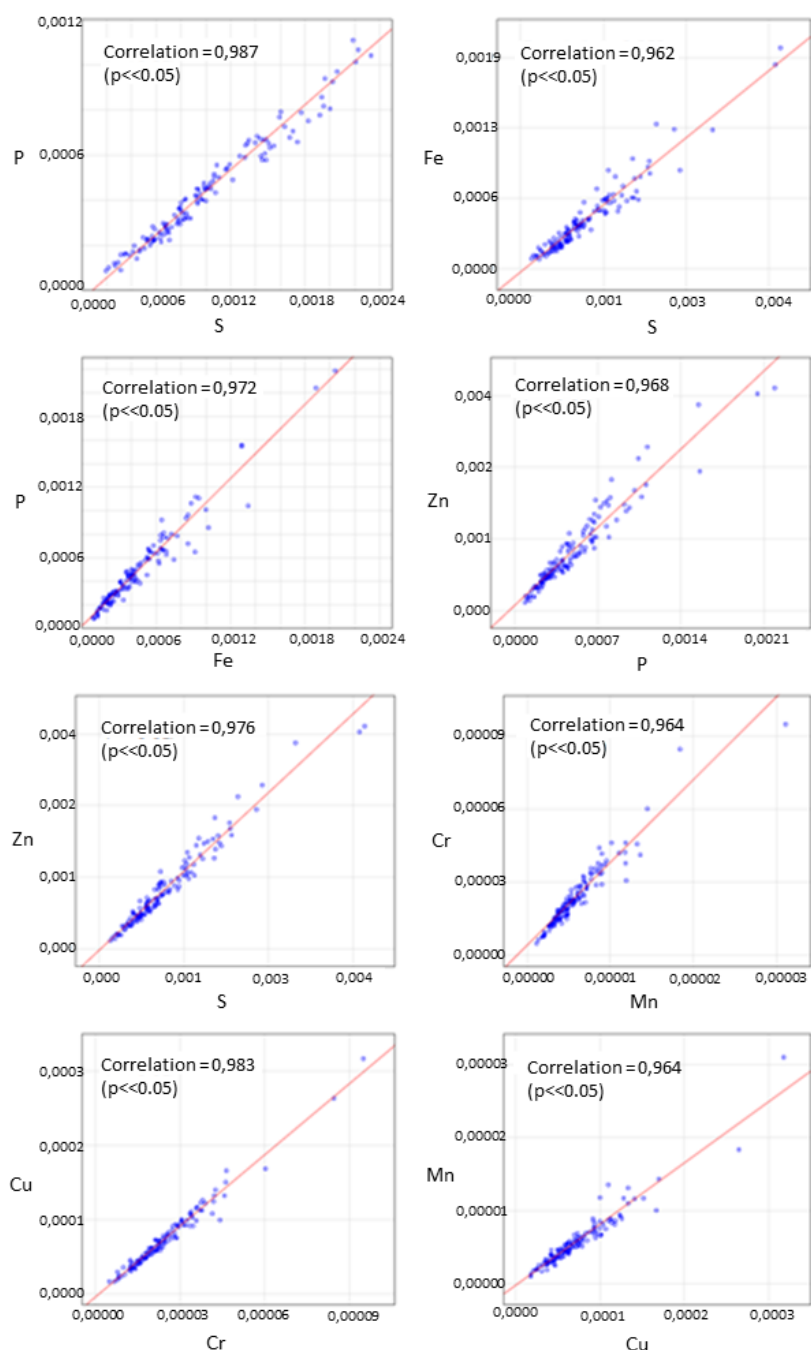 0,0012
Correlation = 0,987
(p<<0.05)
P
0,0006
0,0000
0,0000 0,0006 0,0012 0,0018 0,0024
S
0,0019
Correlation = 0,962
(p<<0.05)
0,0013
Fe
0,0006
0,0000
0,0000 0,001 0,003 0,004
S
Correlation = 0,972
(p<<0.05)
0,0018
P
0,0012
0,0006
0,0000
0,0000 0,0006 0,0012 0,0018 0,0024
Fe
Correlation = 0,968
(p<<0.05)
0,004
0,002
Zn
0,001
0,000
0,0000 0,0007 0,0014 0,0021
P
Correlation = 0,976
(p<<0.05)
0,004
0,002
Zn
0,001
0,000
0,000 0,001 0,003 0,004
S
Correlation = 0,964
(p<<0.05)
0,00009
0,00006
Cr
0,00003
0,00000
0,00000 0,00001 0,00002 0,00003
Mn
Correlation = 0,983
(p<<0.05)
0,0003
0,0002
Cu
0,0001
0,0000
0,00000 0,00003 0,00006 0,00009
Cr
Correlation = 0,964
(p<<0.05)
0,00003
0,00002
Mn
0,00001
0,00000
0,0000 0,0001 0,0002 0,0003
Cu